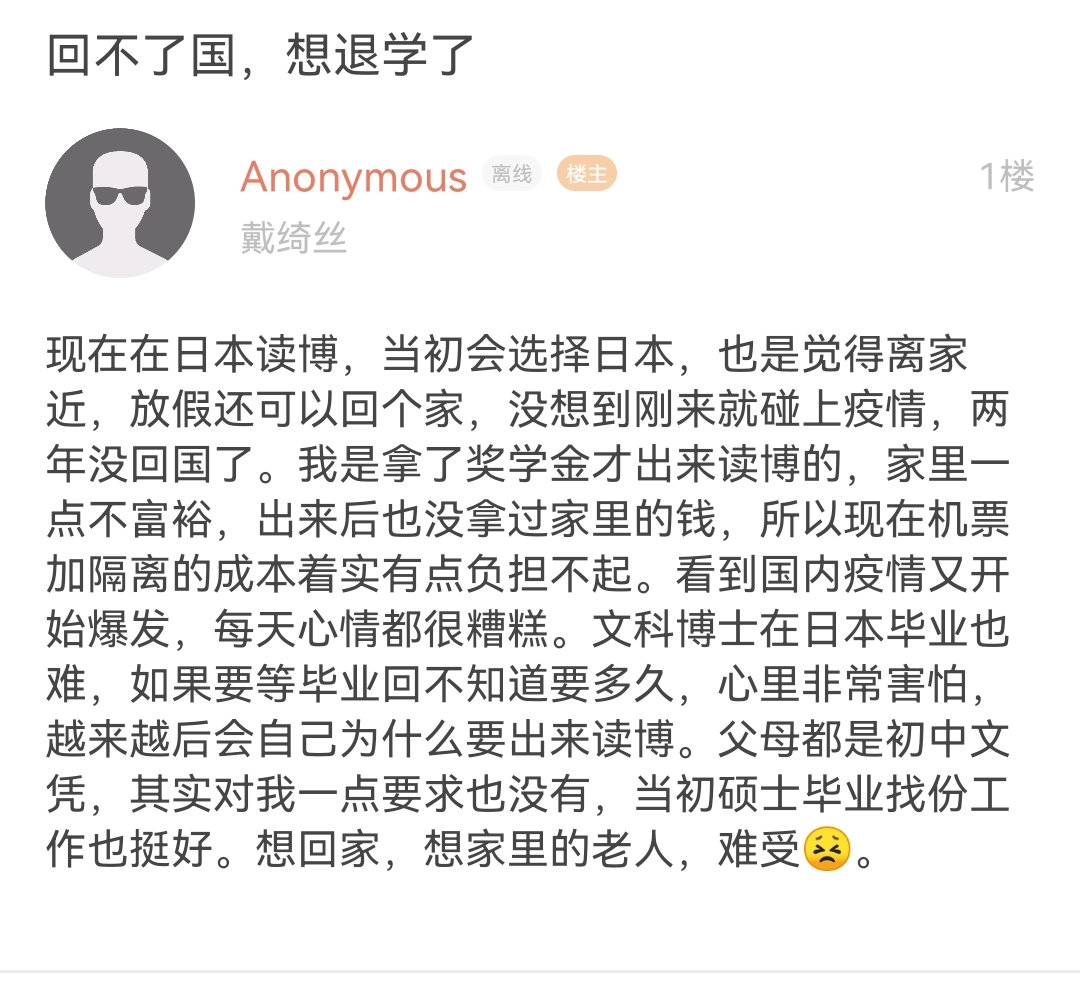 回不了国，想退学了
Anonymous 离线 楼主 1楼
戴绮丝
现在在日本读博，当初会选择日本，也是觉得离家
近，放假还可以回个家，没想到刚来就碰上疫情，两
年没回国了。我是拿了奖学金才出来读博的，家里一
点不富裕，出来后也没拿过家里的钱，所以现在机票
加隔离的成本着实有点负担不起。看到国内疫情又开
始爆发，每天心情都很糟糕。文科博士在日本毕业也
难，如果要等毕业回不知道要多久，心里非常害怕，
越来越后会自己为什么要出来读博。父母都是初中文
凭，其实对我一点要求也没有，当初硕士毕业找份工
作也挺好。想回家，想家里的老人，难受😣。